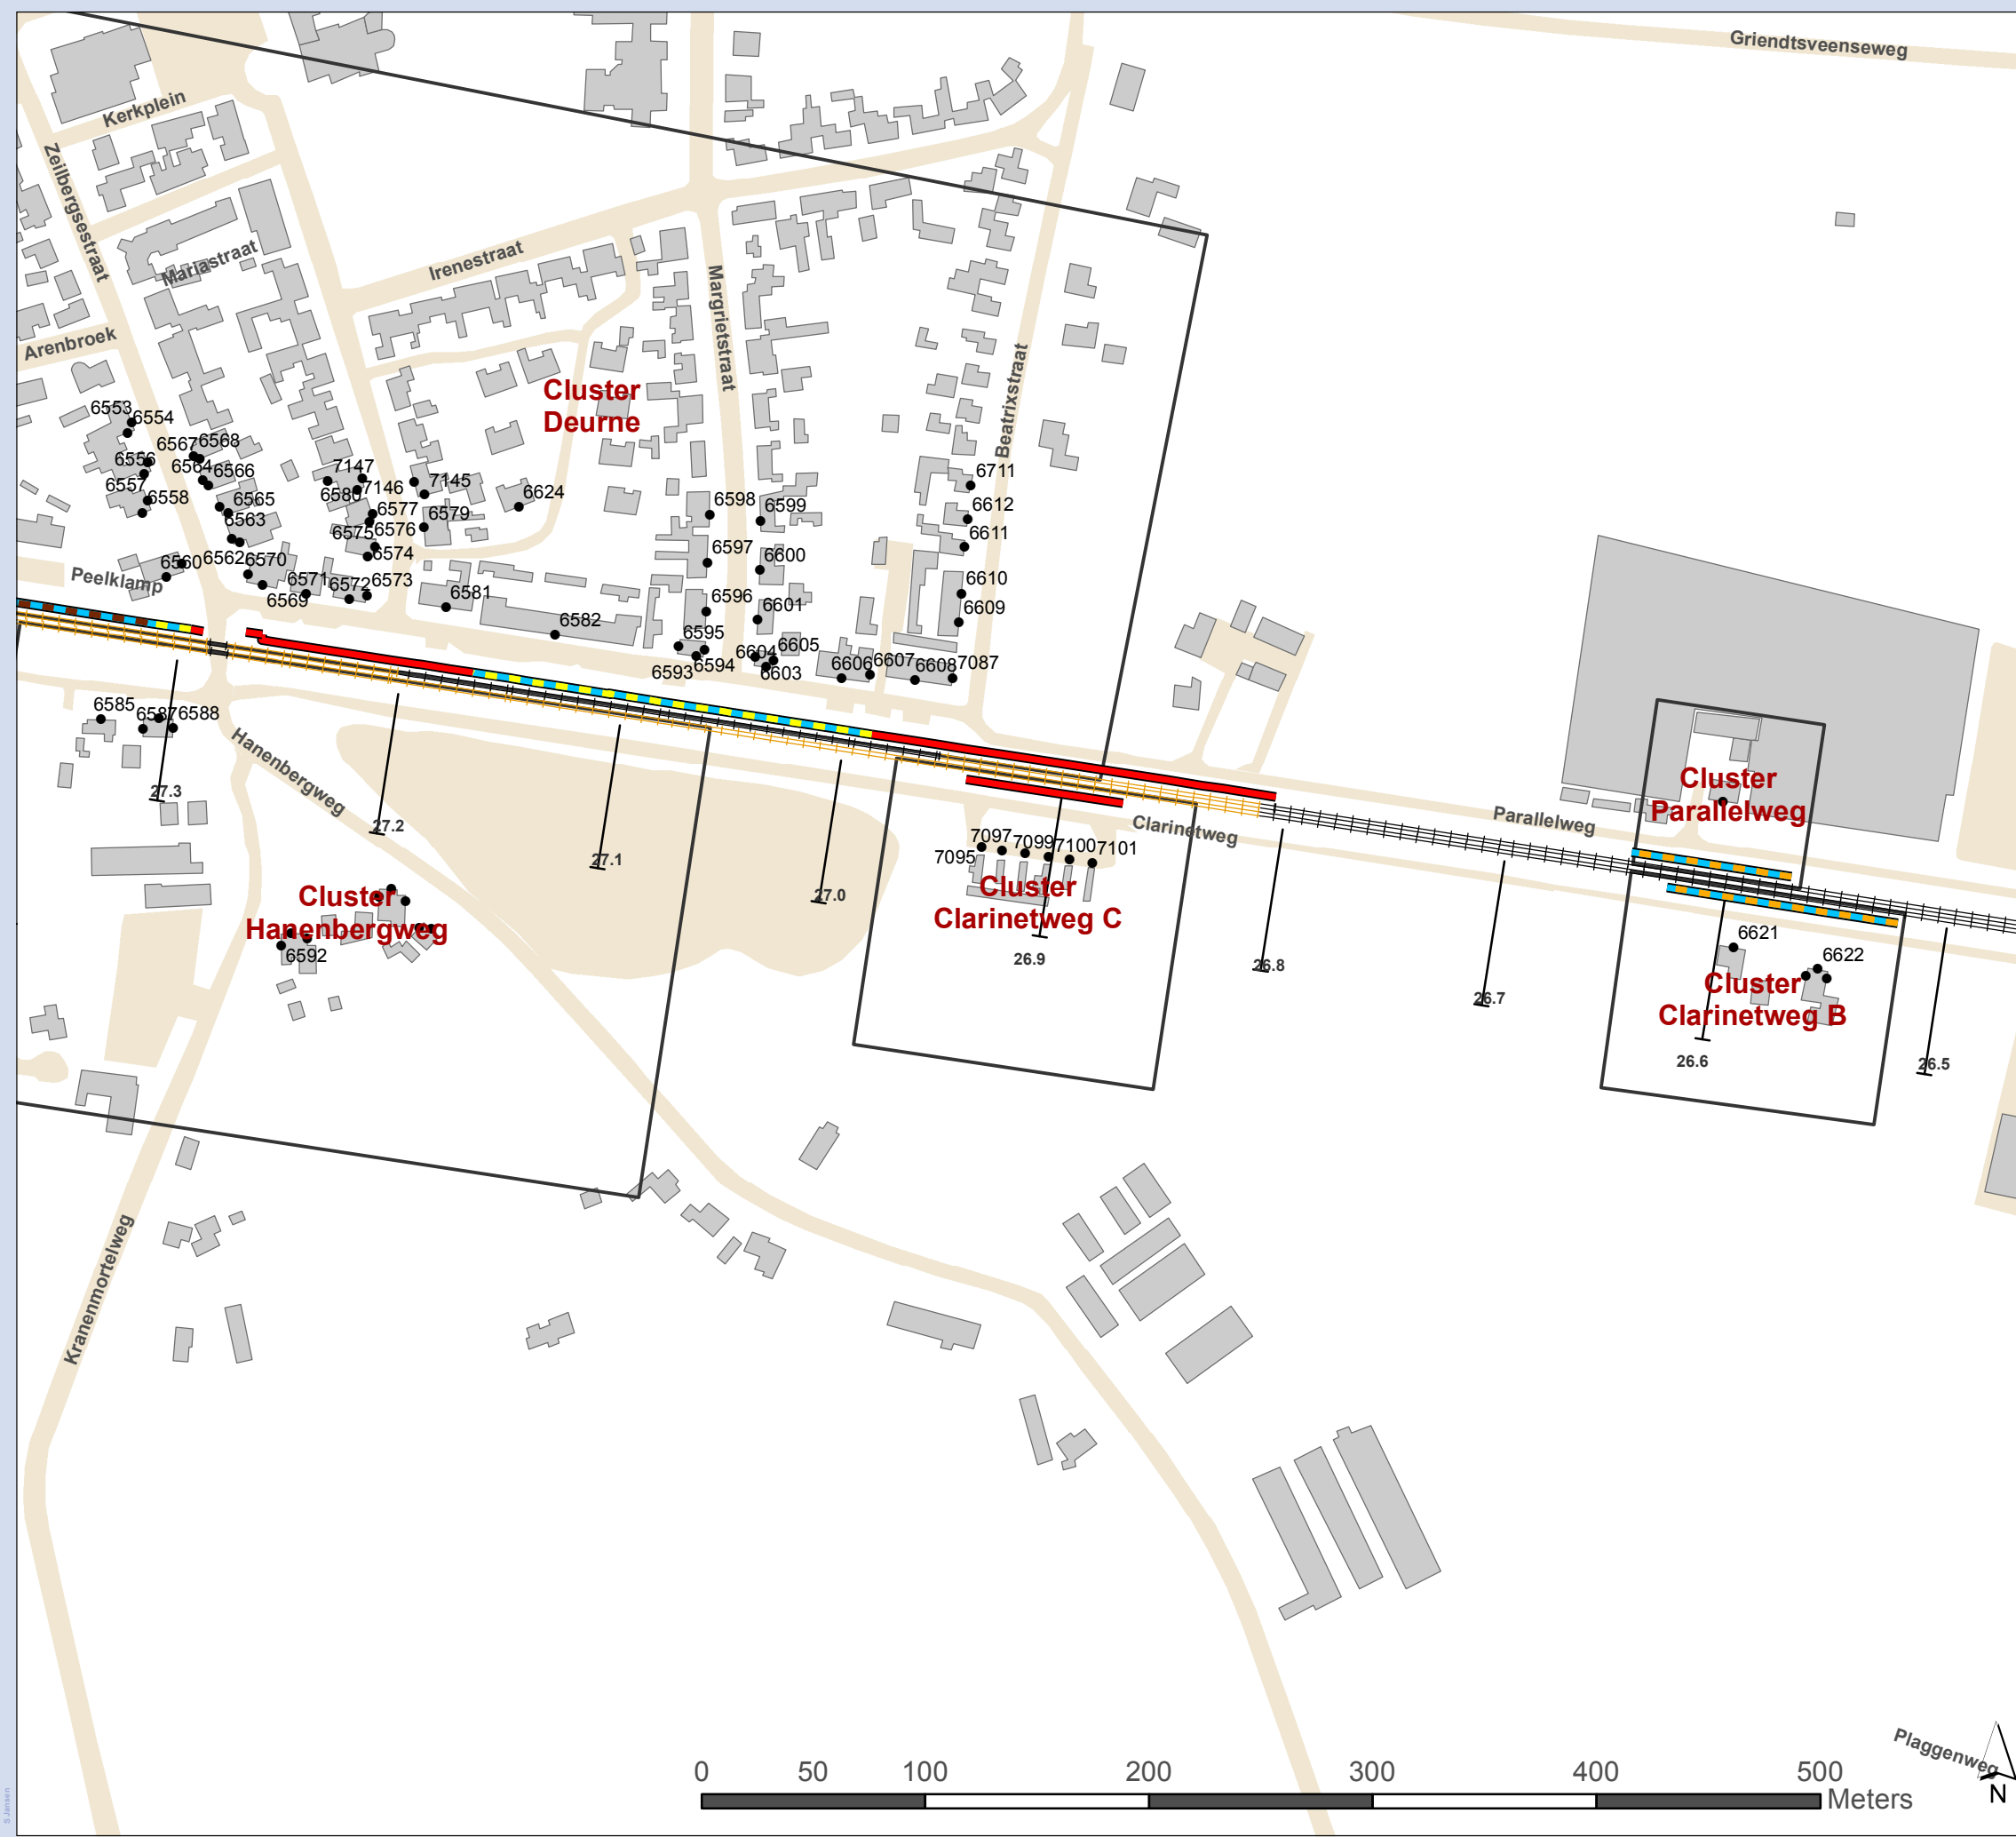 Griendtsveenseweg
Kerkplein
Zeilbergsestraat
Mariastraat
Irenestraat
Margrietstraat
Beatrixstraat
Arenbroek
Cluster
Deurne
6553
6554
6567
6568
6556
6564
6566
6557
6558
6565
6563
7147
7146
7145
6580
6577
6579
6575
6576
6574
6624
6598
6599
6711
6612
6611
6597
6600
6610
6609
6560
6562
6570
Peelklamp
6571
6572
6573
6569
6581
6582
6596
6601
6595
6604
6605
6593
6594
6603
6606
6607
6608
7087
6585
6587
6588
Hanenbergweg
27.3
27.2
27.1
27.0
Cluster
Parallelweg
Parallelweg
Clarinetweg
7097
7099
7100
7101
7095
Cluster
Clarinetweg C
26.9
26.8
26.7
Cluster
Hanenbergweg
6592
6621
6622
Cluster
Clarinetweg B
26.6
26.5
Kranenmortelweg
Plaggenweg
0
50
100
200
300
400
500
Meters
N
S Jansen